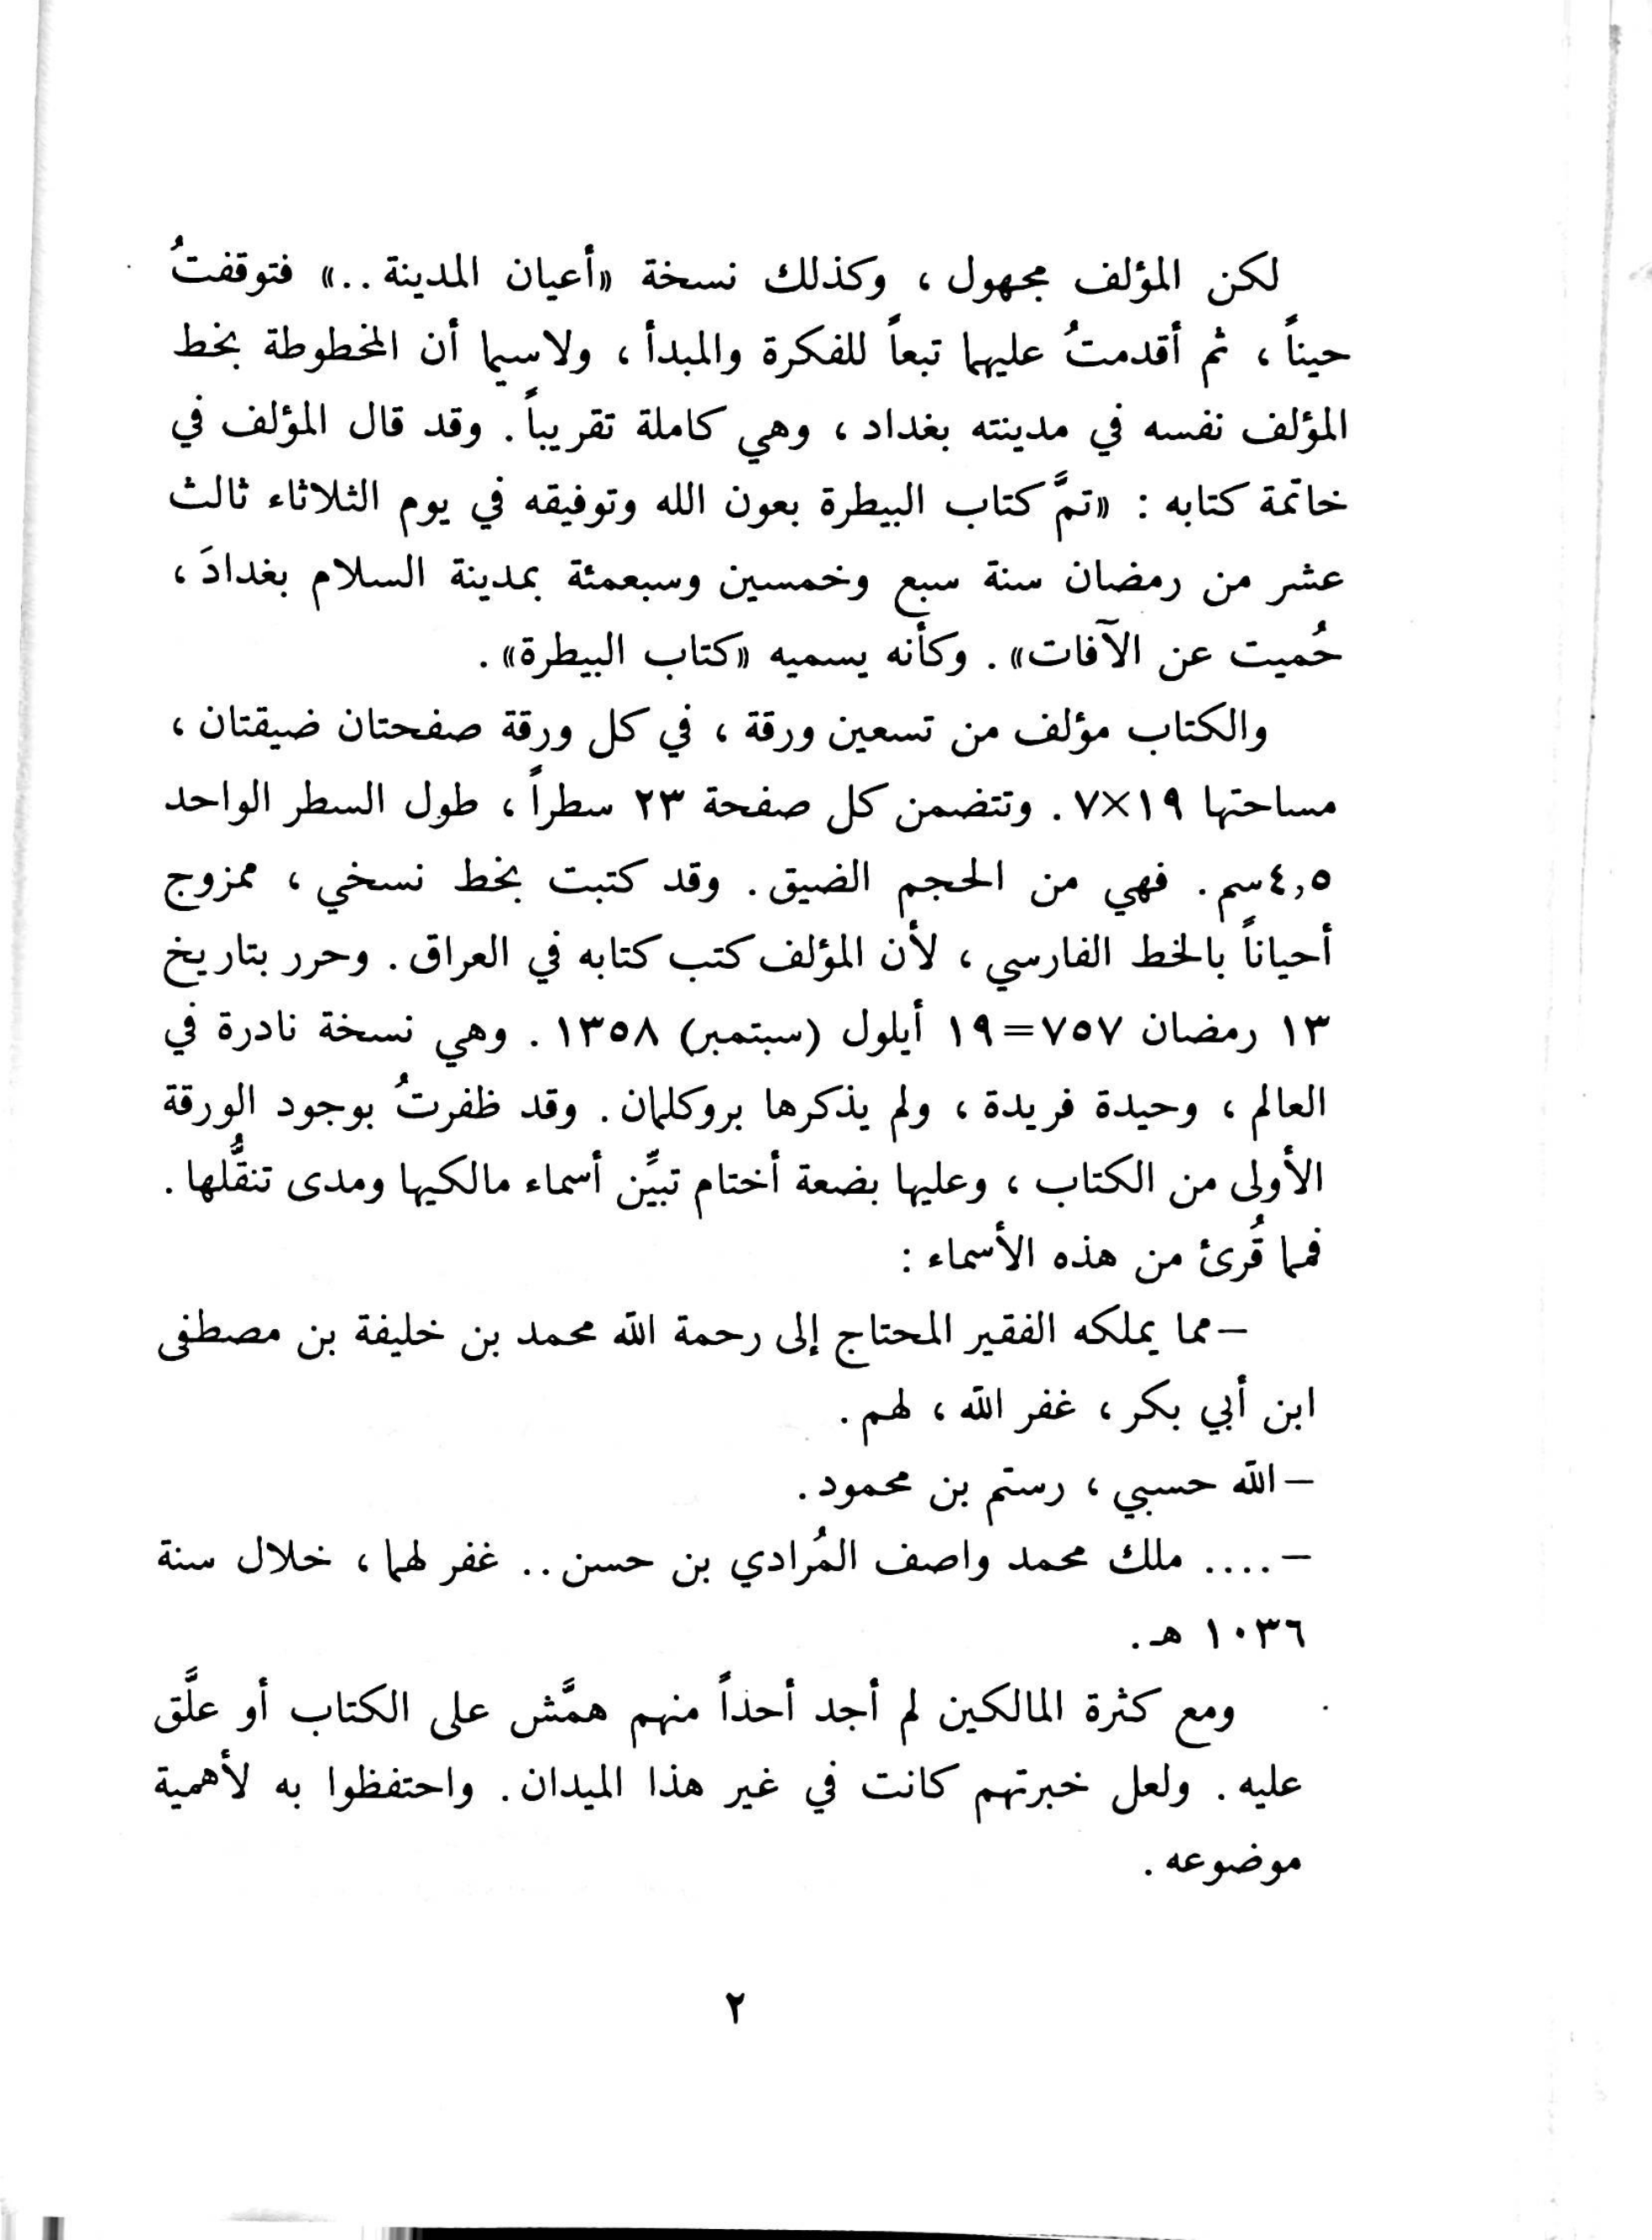 لكن المؤلف مجهول ، وكذلك نسخة «أعيان المدينة ..» فتوقفتُ
حيناً ، ثم أقدمتُ عليها تبعاً للفكرة والمبدأ ، ولاسيما أن المخطوطة بخط
المؤلف نفسه في مدينته بغداد ، وهي كاملة تقريباً . وقد قال المؤلف في
خاتمة كتابه : «تمَّ كتاب البيطرة بعون الله وتوفيقه في يوم الثلاثاء ثالث
عشر من رمضان سنة سبع وخمسين وسبعمئة بمدينة السلام بغدادَ ،
حُميت عن الآفات» . وكأنه يسميه «كتاب البيطرة» .
والكتاب مؤلف من تسعين ورقة ، في كل ورقة صفحتان ضيقتان ،
مساحتها ١٩×٧ . وتتضمن كل صفحة ٢٣ سطراً ، طول السطر الواحد
٤,٥سم . فهي من الحجم الضيق . وقد كتبت بخط نسخي ، ممزوج
أحياناً بالخط الفارسي ، لأن المؤلف كتب كتابه في العراق . وحرر بتاريخ
١٣ رمضان ٧٥٧=١٩ أيلول (سبتمبر) ١٣٥٨ . وهي نسخة نادرة في
العالم ، وحيدة فريدة ، ولم يذكرها بروكلمان . وقد ظفرتُ بوجود الورقة
الأولى من الكتاب ، وعليها بضعة أختام تبيِّن أسماء مالكيها ومدى تنقُّلها .
فما قُرئ من هذه الأسماء :
– مما يملكه الفقير المحتاج إلى رحمة الله محمد بن خليفة بن مصطفى
ابن أبي بكر ، غفر الله ، لهم .
– الله حسبي ، رستم بن محمود .
– .... ملك محمد واصف المُرادي بن حسن .. غفر لهما ، خلال سنة
١٠٣٦ هـ .
ومع كثرة المالكين لم أجد أحداً منهم همَّش على الكتاب أو علَّق
عليه . ولعل خبرتهم كانت في غير هذا الميدان . واحتفظوا به لأهمية
موضوعه .
٢